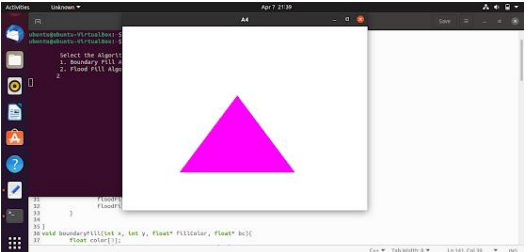 Activities
Unknown
Apr 7 21:30
A4
Save
ubuntu@ubuntu-VirtualBox:~$
ubuntu@ubuntu-VirtualBox:~$
Select the Algorit
1. Boundary Fill A
2. Flood Fill Algo
2
31 floodFi
32 floodFi
33 }
34
35 }
36 void boundaryFill(int x, int y, float* fillColor, float* bc){
37 float color[3];
C++ Tab Width: 8 Ln 141, Col 39 INS